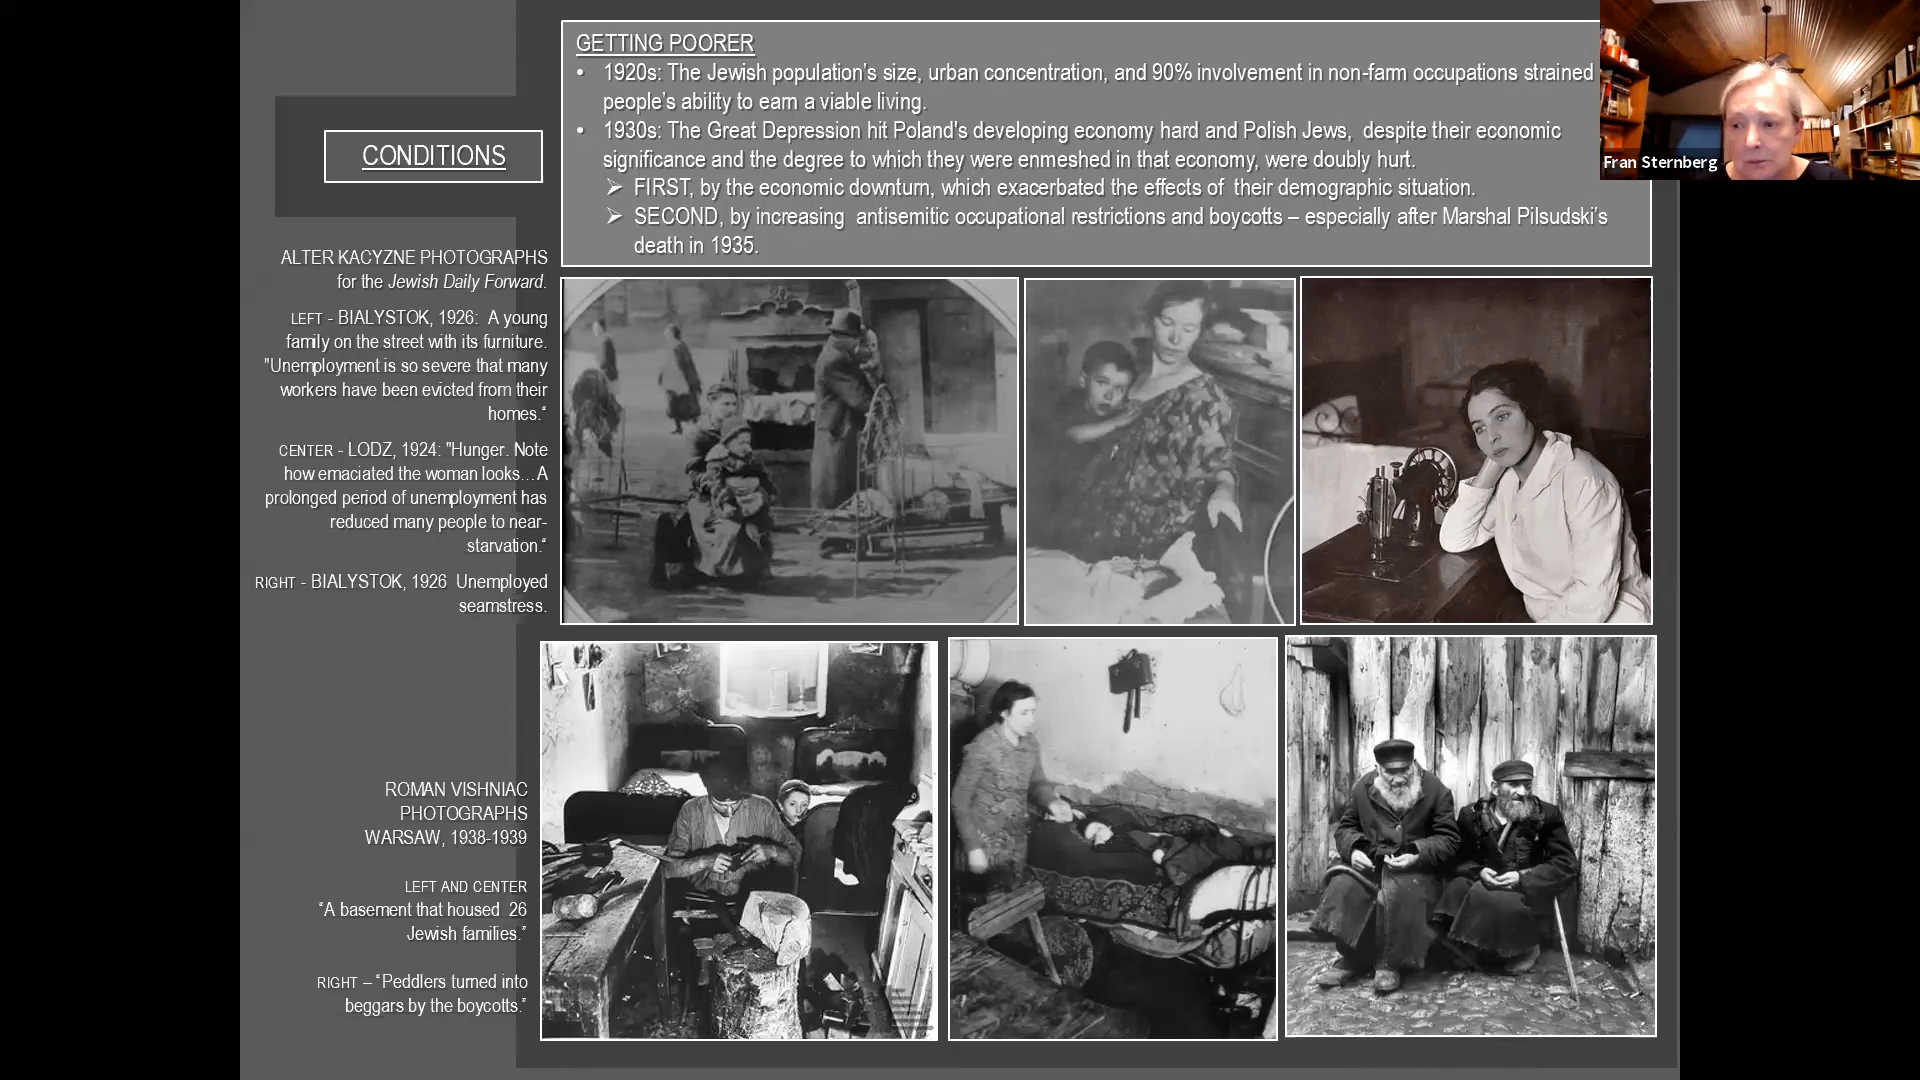 GETTING POORER
• 1920s: The Jewish population's size, urban concentration, and 90% involvement in non-farm occupations strained
people's ability to earn a viable living.
• 1930s: The Great Depression hit Poland's developing economy hard and Polish Jews, despite their economic
significance and the degree to which they were enmeshed in that economy, were doubly hurt.
➢ FIRST, by the economic downturn, which exacerbated the effects of their demographic situation.
➢ SECOND, by increasing antisemitic occupational restrictions and boycotts – especially after Marshal Pilsudski's
death in 1935.
Fran Sternberg
CONDITIONS
ALTER KACYZNE PHOTOGRAPHS
for the Jewish Daily Forward.
LEFT - BIALYSTOK, 1926: A young
family on the street with its furniture.
"Unemployment is so severe that many
workers have been evicted from their
homes."
CENTER - LODZ, 1924: "Hunger. Note
how emaciated the woman looks…A
prolonged period of unemployment has
reduced many people to near-
starvation."
RIGHT - BIALYSTOK, 1926 Unemployed
seamstress.
ROMAN VISHNIAC
PHOTOGRAPHS
WARSAW, 1938-1939
LEFT AND CENTER
"A basement that housed 26
Jewish families."
RIGHT – "Peddlers turned into
beggars by the boycotts."